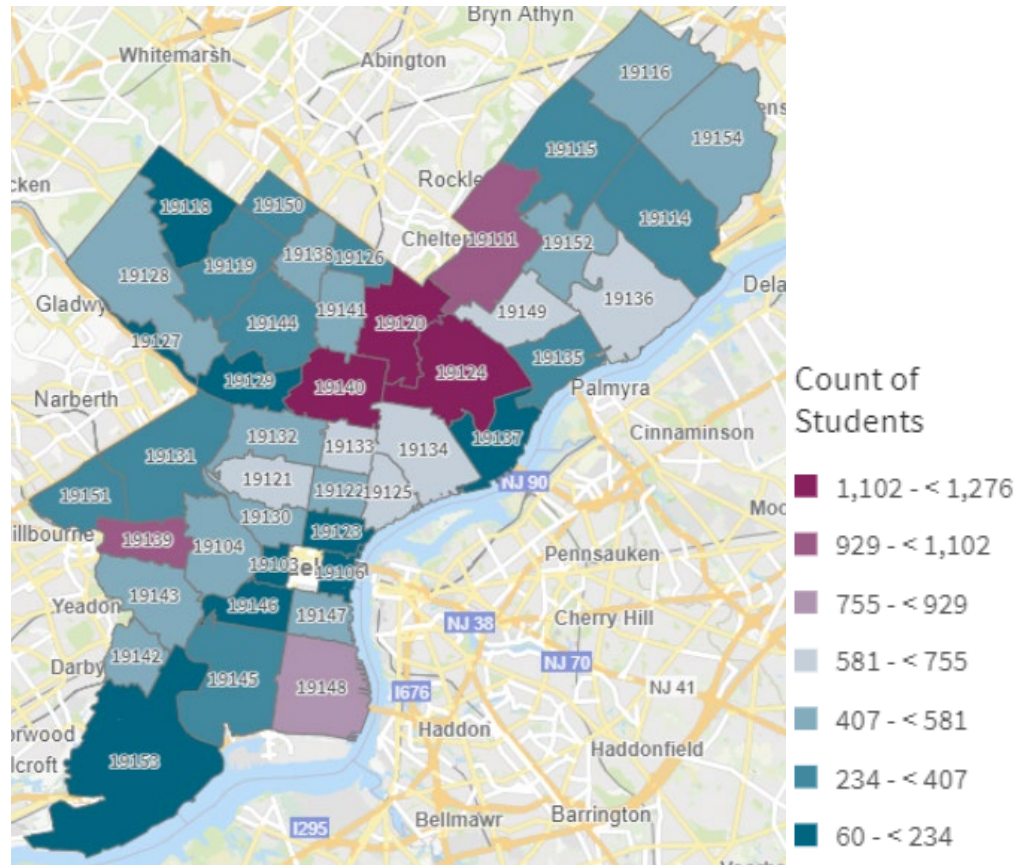 Bryn Athyn
Whitemarsh
Abington
19116
ens
19154
19115
cken
Rockle
19118
19150
19114
Chelter
19111
19152
19138
19126
19119
19128
19136
Dela
Gladwy
19141
19149
19120
19144
19127
19135
19124
19129
19140
Palmyra
Narberth
19137
Cinnaminson
19132
19133
19134
19131
19121
NJ 90
19122
19125
19151
19130
Moo
illbourne
19123
19139
19104
Pennsauken
19103
19106
19143
Yeadon
19146
19147
Cherry Hill
NJ 38
19142
Darby
NJ 70
19145
19148
I676
NJ 41
Haddon
orwood
Haddonfield
lcroft
19153
I295
Bellmawr
Barrington
Count of
Students
1,102 - < 1,276
929 - < 1,102
755 - < 929
581 - < 755
407 - < 581
234 - < 407
60 - < 234